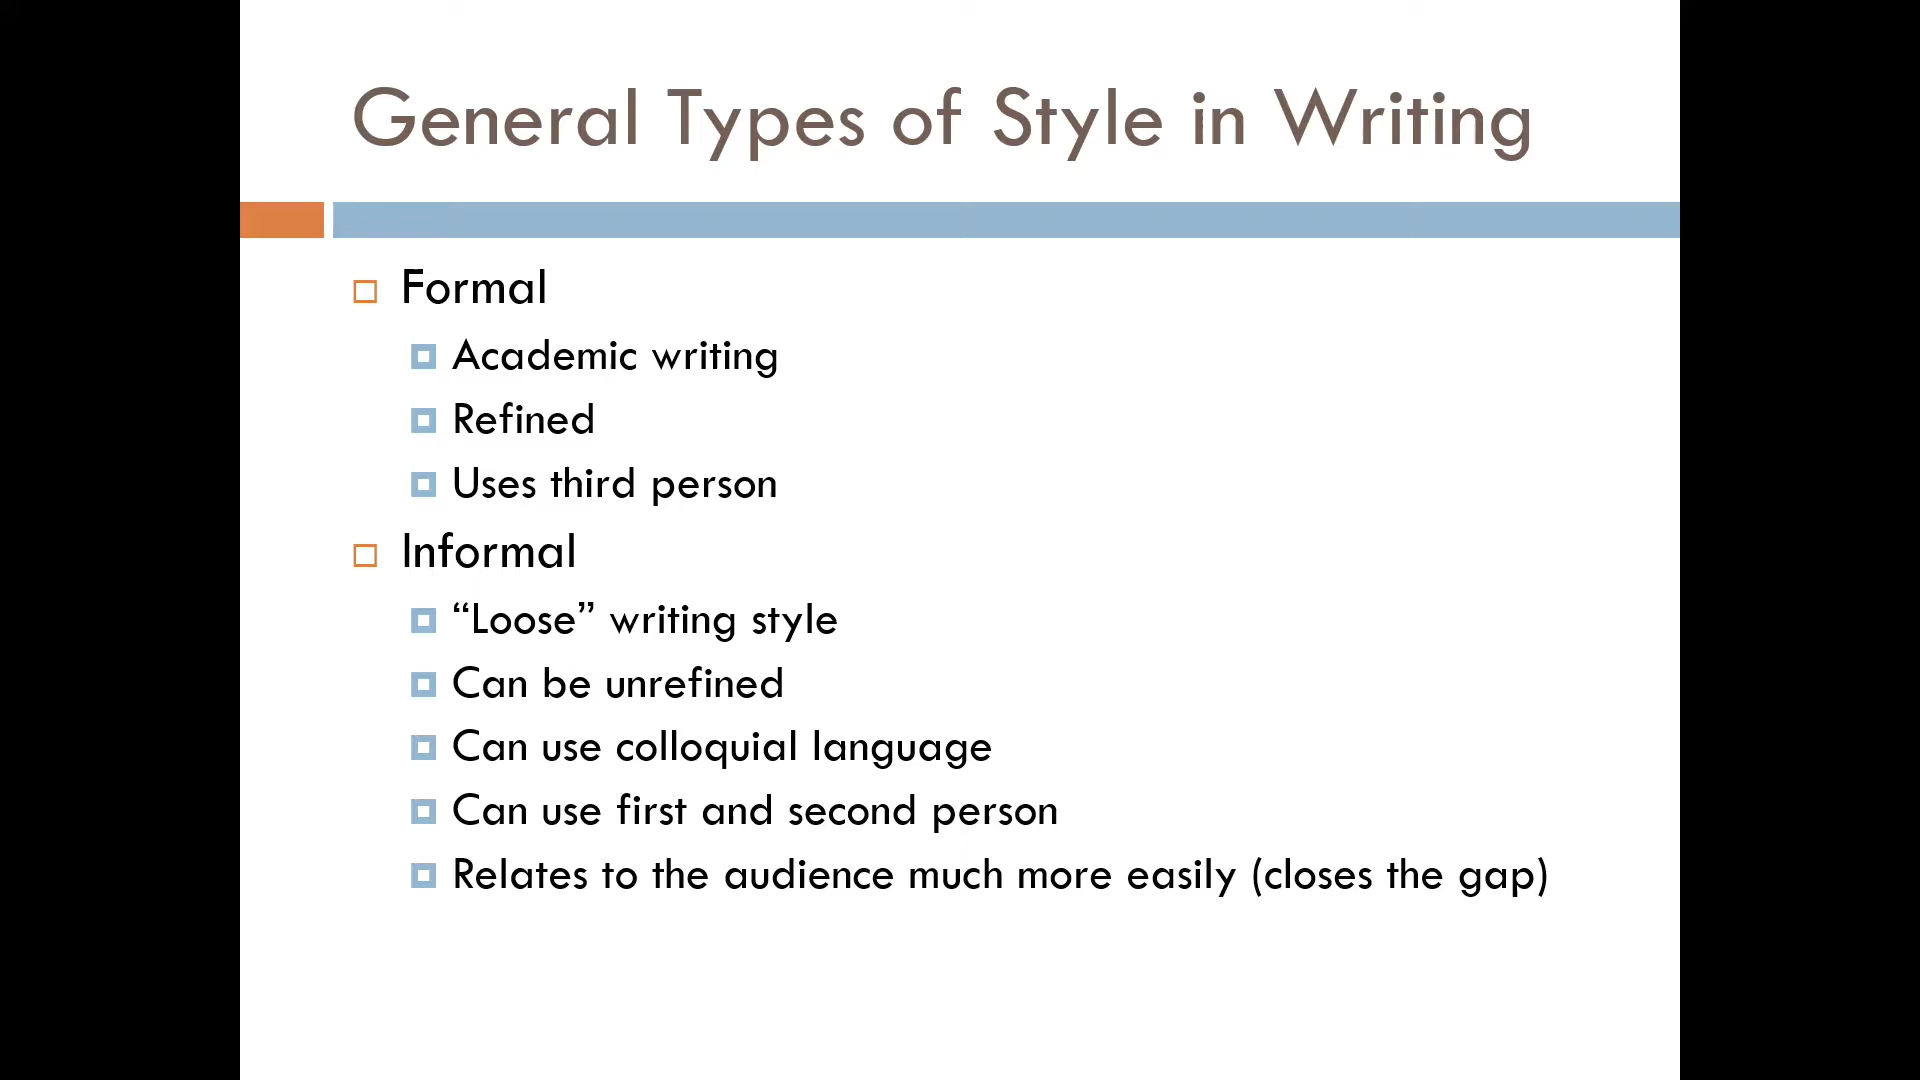 General Types of Style in Writing
Formal
Academic writing
Refined
Uses third person
Informal
“Loose” writing style
Can be unrefined
Can use colloquial language
Can use first and second person
Relates to the audience much more easily (closes the gap)